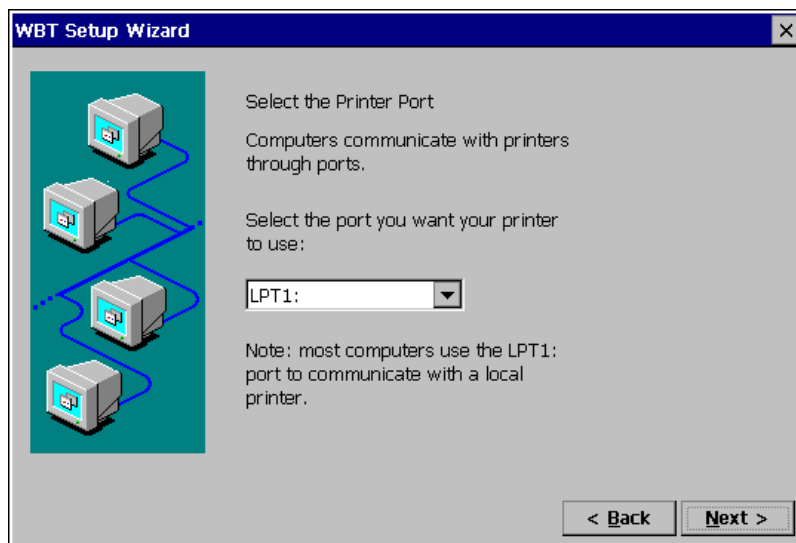 WBT Setup Wizard
Select the Printer Port
Computers communicate with printers
through ports.
Select the port you want your printer
to use:
LPT1:
Note: most computers use the LPT1:
port to communicate with a local
printer.
< Back
Next >